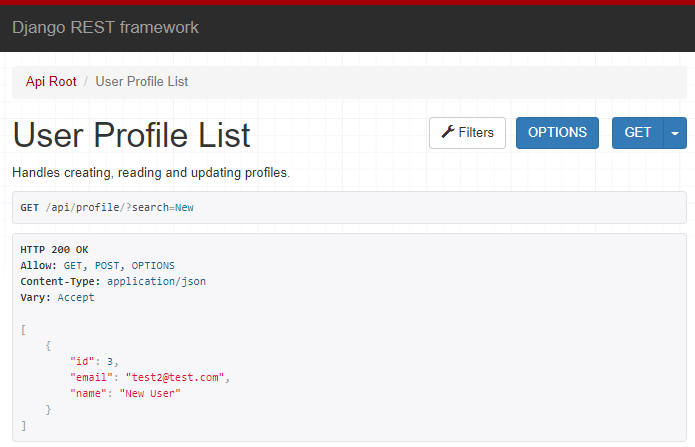 Django REST framework
Api Root / User Profile List
User Profile List
Filters
OPTIONS
GET
Handles creating, reading and updating profiles.
GET /api/profile/?search=New
HTTP 200 OK
Allow: GET, POST, OPTIONS
Content-Type: application/json
Vary: Accept
[
    {
        "id": 3,
        "email": "test2@test.com",
        "name": "New User"
    }
]